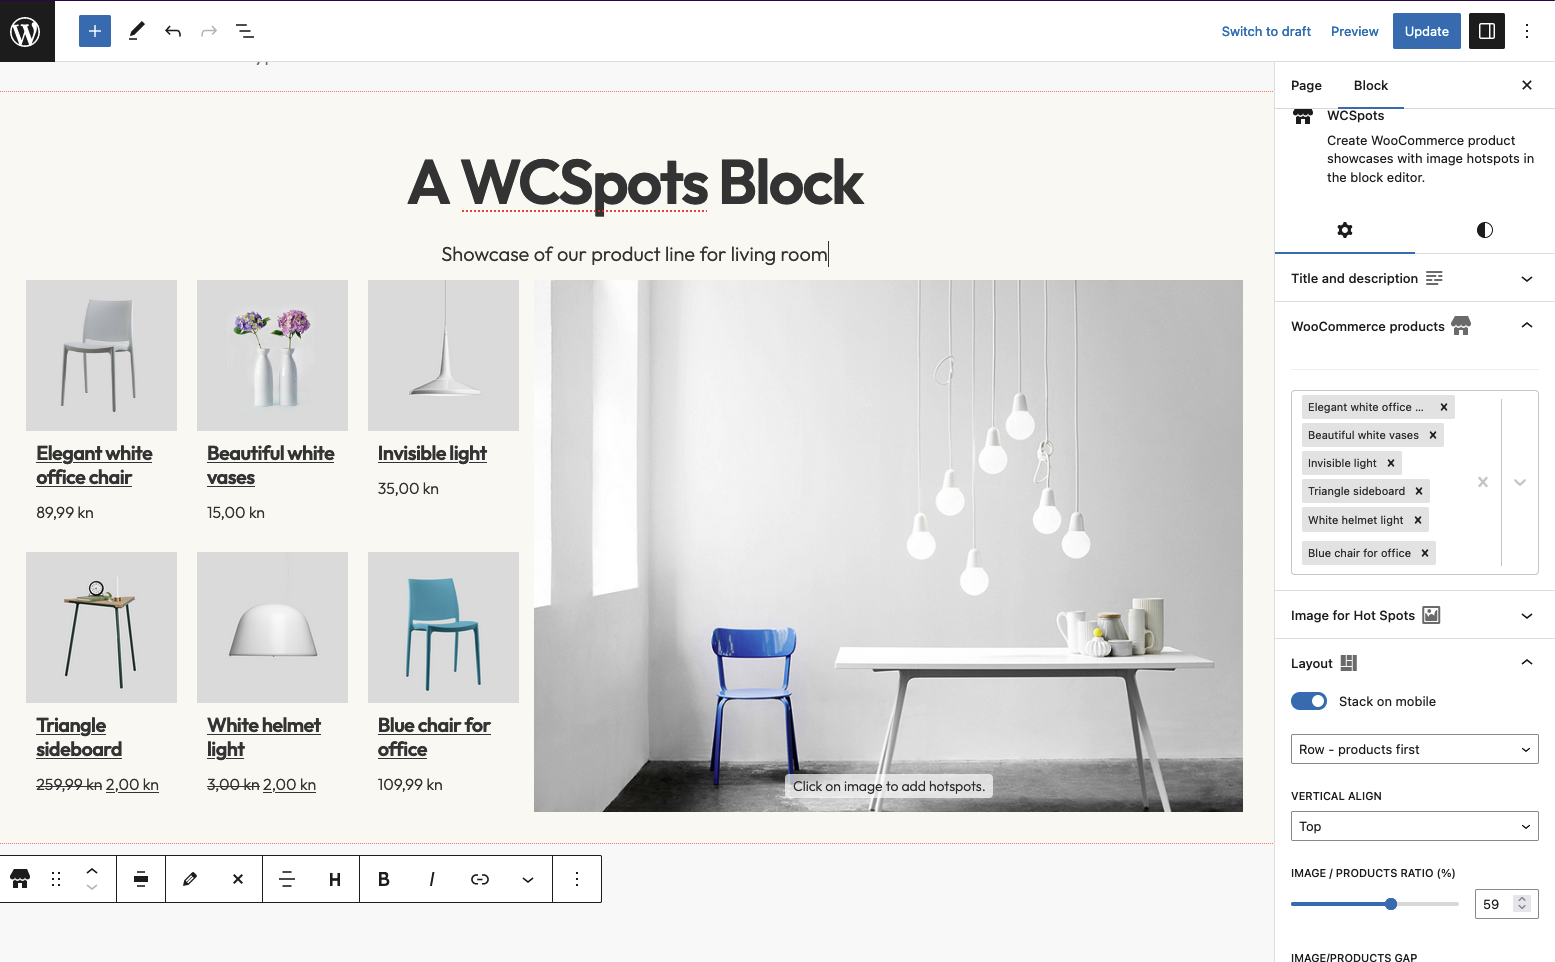 Switch to draft
Preview
Update
A WCSpots Block
Showcase of our product line for living room
Elegant white
office chair
89,99 kn
Beautiful white
vases
15,00 kn
Invisible light
35,00 kn
Triangle
sideboard
259,99 kn 2,00 kn
White helmet
light
3,00 kn 2,00 kn
Blue chair for
office
109,99 kn
Click on image to add hotspots.
H
B
I
Page
Block
WCSpots
Create WooCommerce product
showcases with image hotspots in
the block editor.
Title and description
WooCommerce products
Elegant white office ...
Beautiful white vases
Invisible light
Triangle sideboard
White helmet light
Blue chair for office
Image for Hot Spots
Layout
Stack on mobile
Row - products first
VERTICAL ALIGN
Top
IMAGE / PRODUCTS RATIO (%)
59
IMAGE/PRODUCTS GAP